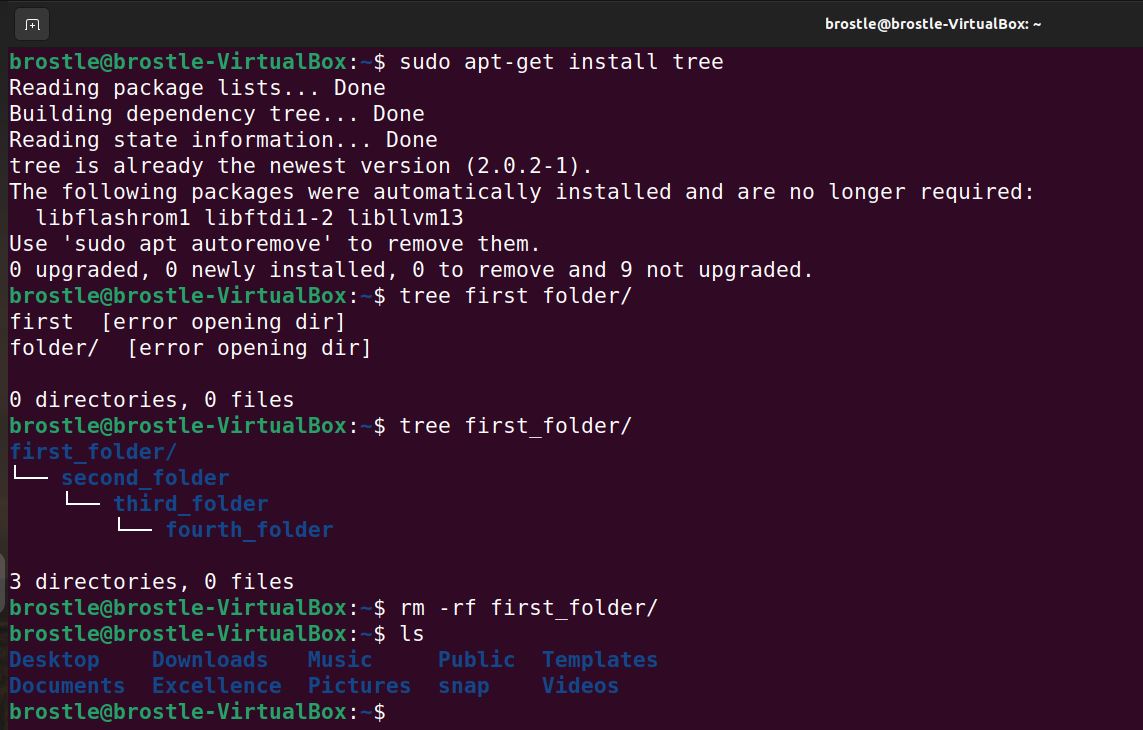 brostle@brostle-VirtualBox: ~
brostle@brostle-VirtualBox:~$ sudo apt-get install tree
Reading package lists... Done
Building dependency tree... Done
Reading state information... Done
tree is already the newest version (2.0.2-1).
The following packages were automatically installed and are no longer required:
  libflashrom1 libftdi1-2 libllvm13
Use 'sudo apt autoremove' to remove them.
0 upgraded, 0 newly installed, 0 to remove and 9 not upgraded.
brostle@brostle-VirtualBox:~$ tree first folder/
first  [error opening dir]
folder/  [error opening dir]

0 directories, 0 files
brostle@brostle-VirtualBox:~$ tree first_folder/
first_folder/
└── second_folder
    └── third_folder
        └── fourth_folder

3 directories, 0 files
brostle@brostle-VirtualBox:~$ rm -rf first_folder/
brostle@brostle-VirtualBox:~$ ls
Desktop    Downloads   Music     Public  Templates
Documents  Excellence  Pictures  snap    Videos
brostle@brostle-VirtualBox:~$